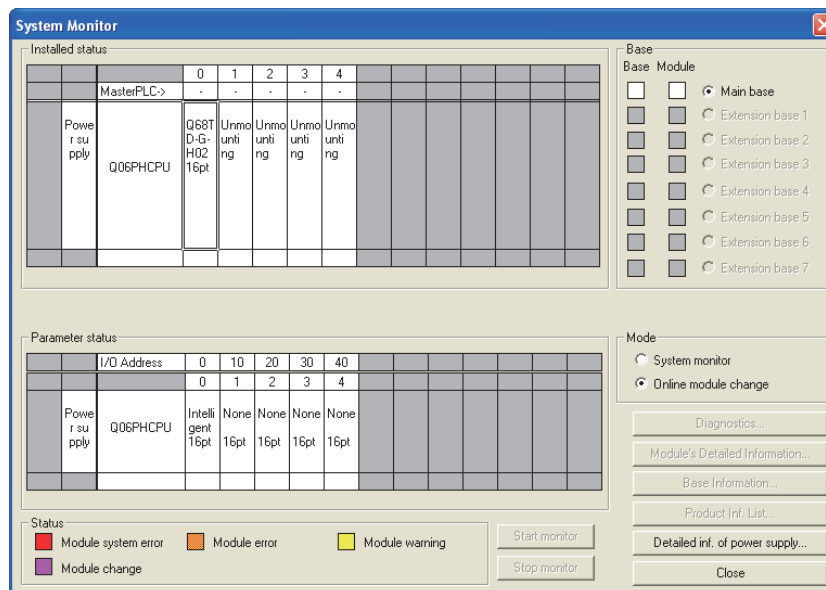 System Monitor
Installed status
0 1 2 3 4
MasterPLC-> - - - - -
Powe
r su
pply
Q06PHCPU
Q68T
D-G-
H02
16pt
Unmo
unti
ng
Unmo
unti
ng
Unmo
unti
ng
Unmo
unti
ng
Base
Base Module
Main base
Extension base 1
Extension base 2
Extension base 3
Extension base 4
Extension base 5
Extension base 6
Extension base 7
Parameter status
I/O Address 0 10 20 30 40
0 1 2 3 4
Powe
r su
pply
Q06PHCPU
Intelli
gent
16pt
None
16pt
None
16pt
None
16pt
None
16pt
Mode
System monitor
Online module change
Diagnostics...
Module's Detailed Information...
Base Information...
Product Inf. List...
Detailed inf. of power supply...
Close
Status
Module system error
Module error
Module warning
Module change
Start monitor
Stop monitor